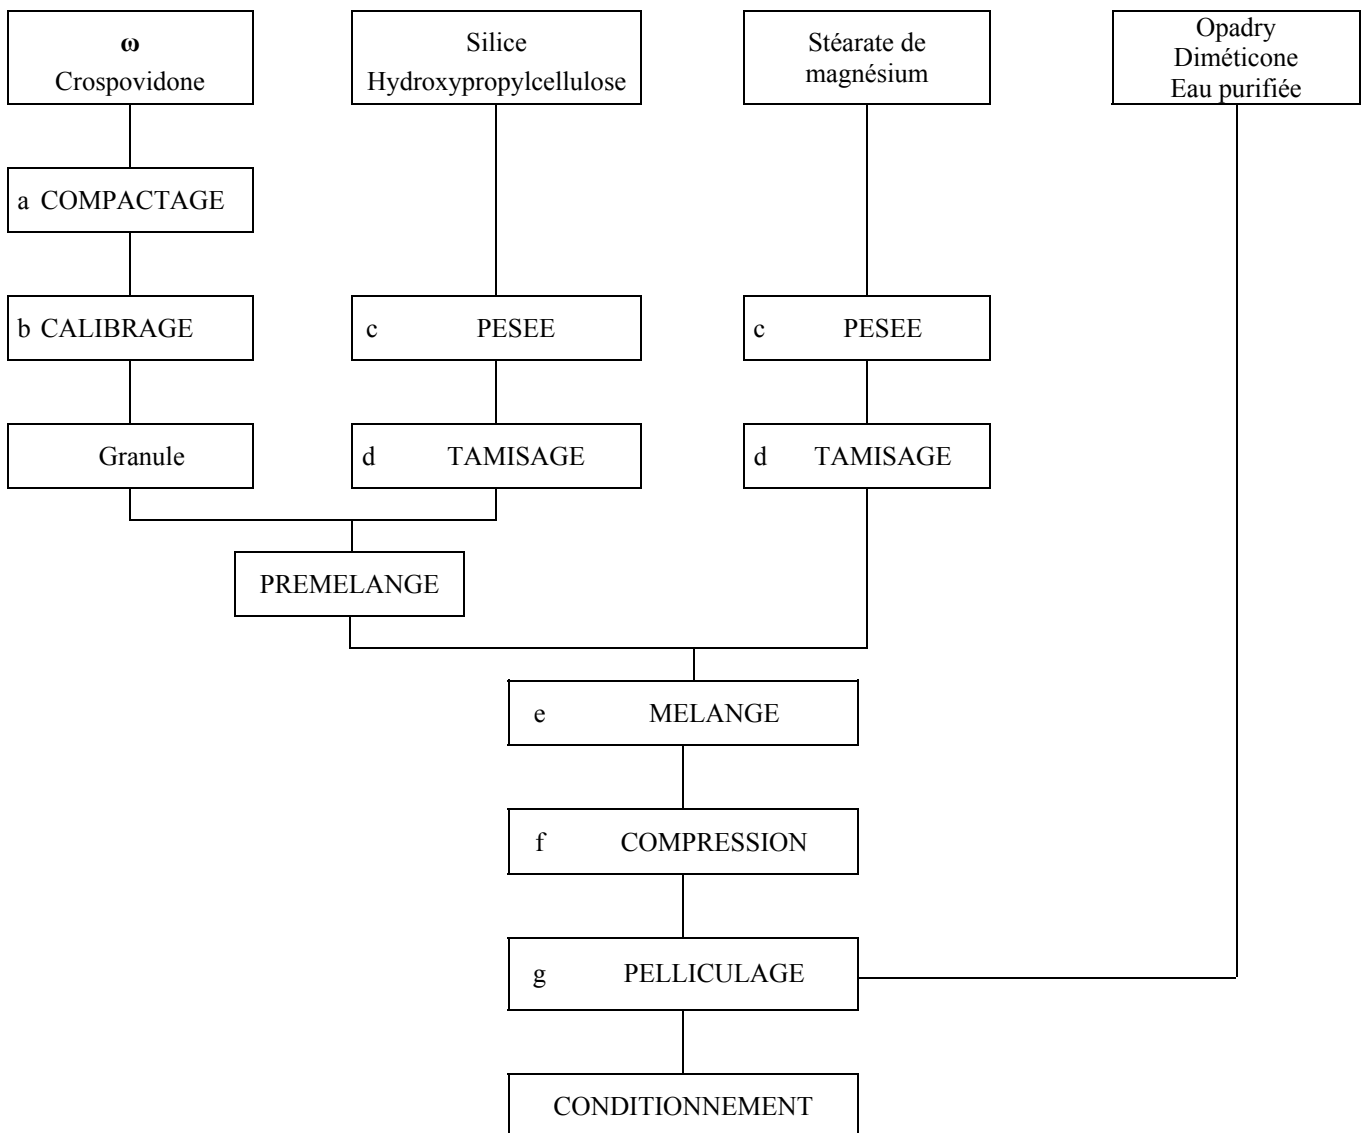 ω
Crospovidone
Silice
Hydroxypropylcellulose
Stéarate de
magnésium
Opadry
Diméticone
Eau purifiée
a COMPACTAGE
b CALIBRAGE
c PESEE
c PESEE
Granule
d TAMISAGE
d TAMISAGE
PREMELANGE
e MELANGE
f COMPRESSION
g PELLICULAGE
CONDITIONNEMENT